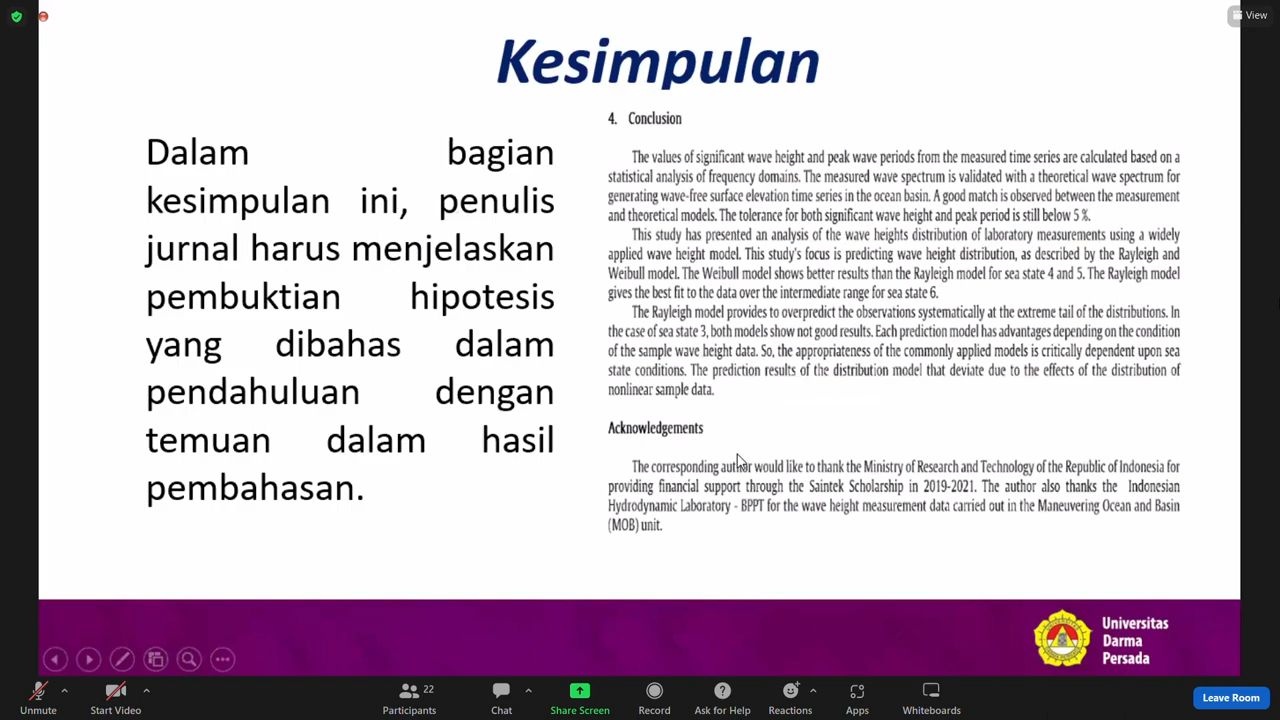 View
Kesimpulan
Dalam bagian
kesimpulan ini, penulis
jurnal harus menjelaskan
pembuktian hipotesis
yang dibahas dalam
pendahuluan dengan
temuan dalam hasil
pembahasan.
4. Conclusion
The values of significant wave height and peak wave periods from the measured time series are calculated based on a
statistical analysis of frequency domains. The measured wave spectrum is validated with a theoretical wave spectrum for
generating wave-free surface elevation time series in the ocean basin. A good match is observed between the measurement
and theoretical models. The tolerance for both significant wave height and peak period is still below 5 %.
This study has presented an analysis of the wave heights distribution of laboratory measurements using a widely
applied wave height model. This study's focus is predicting wave height distribution, as described by the Rayleigh and
Weibull model. The Weibull model shows better results than the Rayleigh model for sea state 4 and 5. The Rayleigh model
gives the best fit to the data over the intermediate range for sea state 6.
The Rayleigh model provides to overpredict the observations systematically at the extreme tail of the distributions. In
the case of sea state 3, both models show not good results. Each prediction model has advantages depending on the condition
of the sample wave height data. So, the appropriateness of the commonly applied models is critically dependent upon sea
state conditions. The prediction results of the distribution model that deviate due to the effects of the distribution of
nonlinear sample data.
Acknowledgements
The corresponding author would like to thank the Ministry of Research and Technology of the Republic of Indonesia for
providing financial support through the Saintek Scholarship in 2019-2021. The author also thanks the Indonesian
Hydrodynamic Laboratory - BPPT for the wave height measurement data carried out in the Maneuvering Ocean and Basin
(MOB) unit.
Universitas
Darma
Persada
Unmute
Start Video
22
Participants
Chat
Share Screen
Record
Ask for Help
Reactions
Apps
Whiteboards
Leave Room